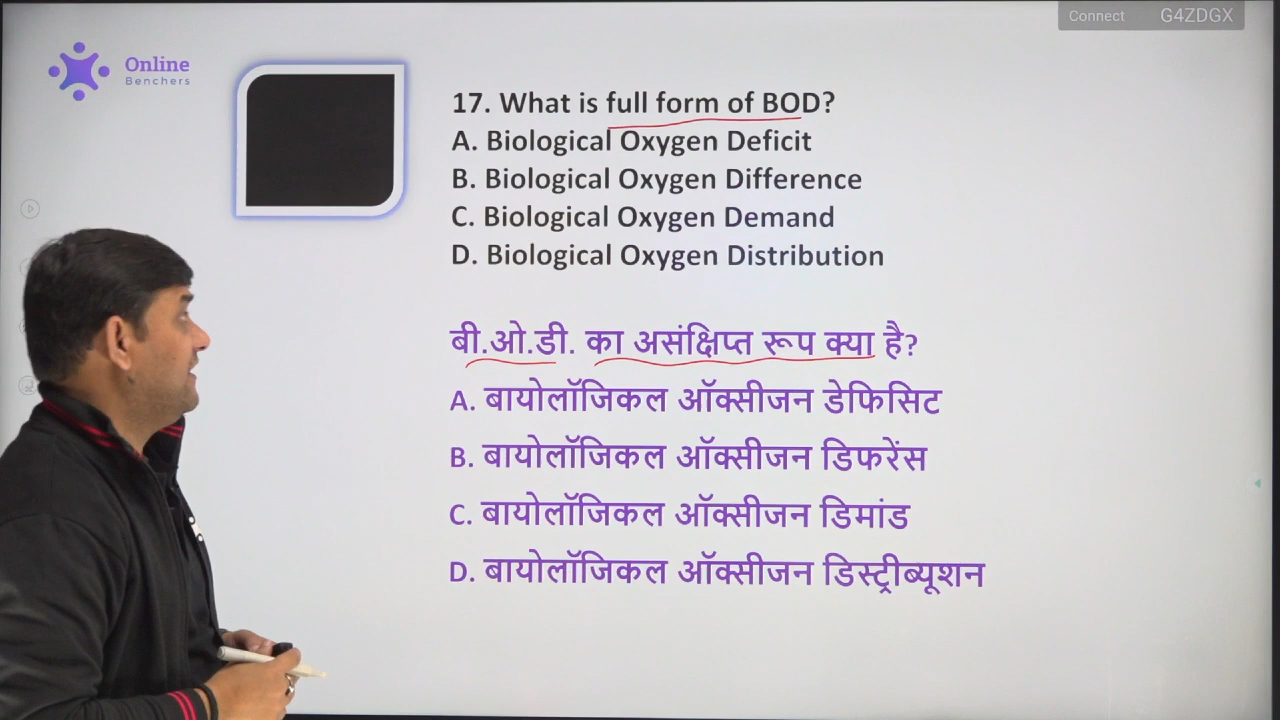 Connect G4ZDGX
Online
Benchers
17. What is full form of BOD?
A. Biological Oxygen Deficit
B. Biological Oxygen Difference
C. Biological Oxygen Demand
D. Biological Oxygen Distribution
बी.ओ.डी. का असंक्षिप्त रूप क्या है?
A. बायोलॉजिकल ऑक्सीजन डेफिसिट
B. बायोलॉजिकल ऑक्सीजन डिफरेंस
C. बायोलॉजिकल ऑक्सीजन डिमांड
D. बायोलॉजिकल ऑक्सीजन डिस्ट्रीब्यूशन